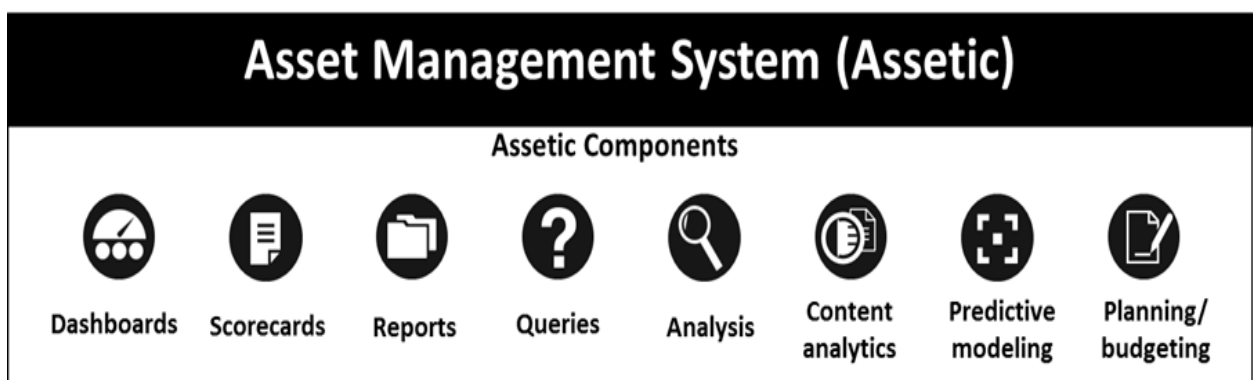 Asset Management System (Assetic)
Assetic Components
Dashboards
Scorecards
Reports
Queries
Analysis
Content
analytics
Predictive
modeling
Planning/
budgeting